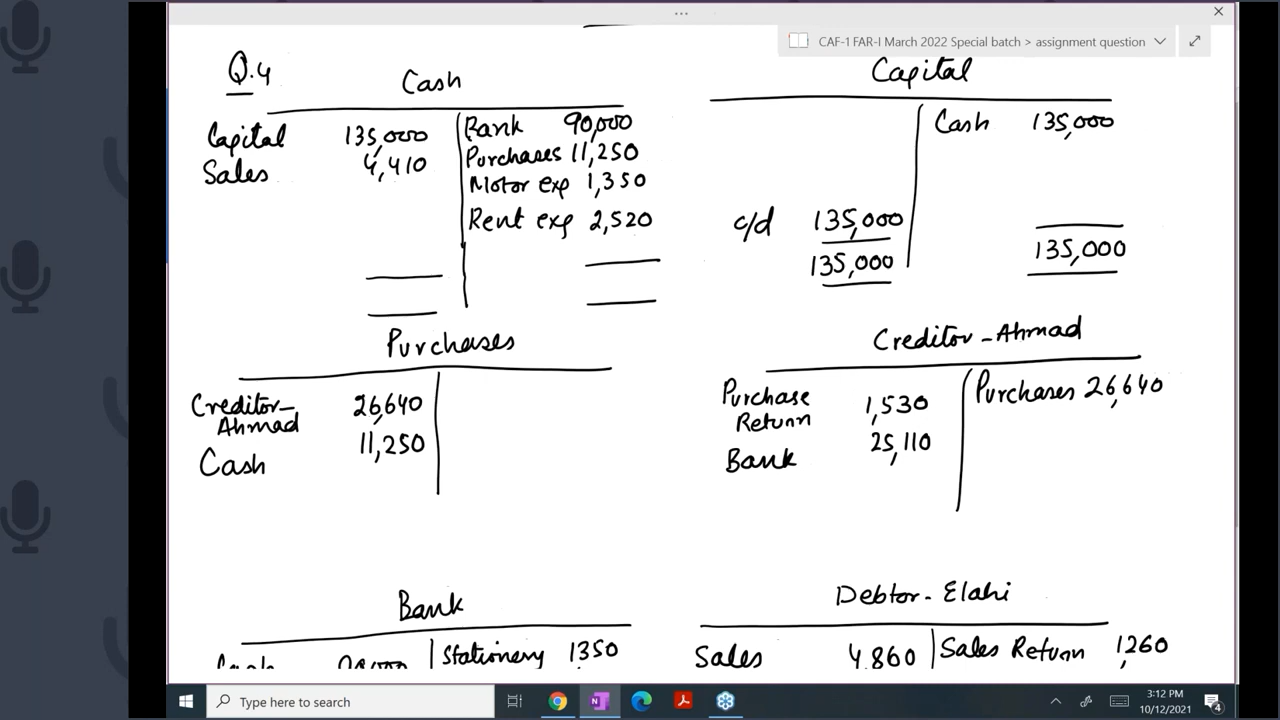 CAF-1 FAR-I March 2022 Special batch > assignment question
Q.4
Cash
Capital 135,000 Bank 90,000
Sales 4,410 Purchases 11,250
Motor exp 1,350
Rent exp 2,520
Capital
Cash 135,000
c/d 135,000
135,000 135,000
Purchases
Creditor- 26,640
Ahmad
Cash 11,250
Creditor-Ahmad
Purchase 1,530 Purchases 26,640
Return
Bank 25,110
Bank
Cash Stationery 1350
Debtor-Elahi
Sales 4,860 Sales Return 1,260
Type here to search
3:12 PM
10/12/2021
4